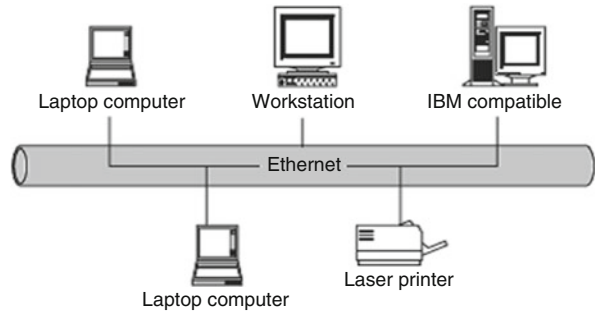 Laptop computer
Workstation
IBM compatible
Ethernet
Laser printer
Laptop computer